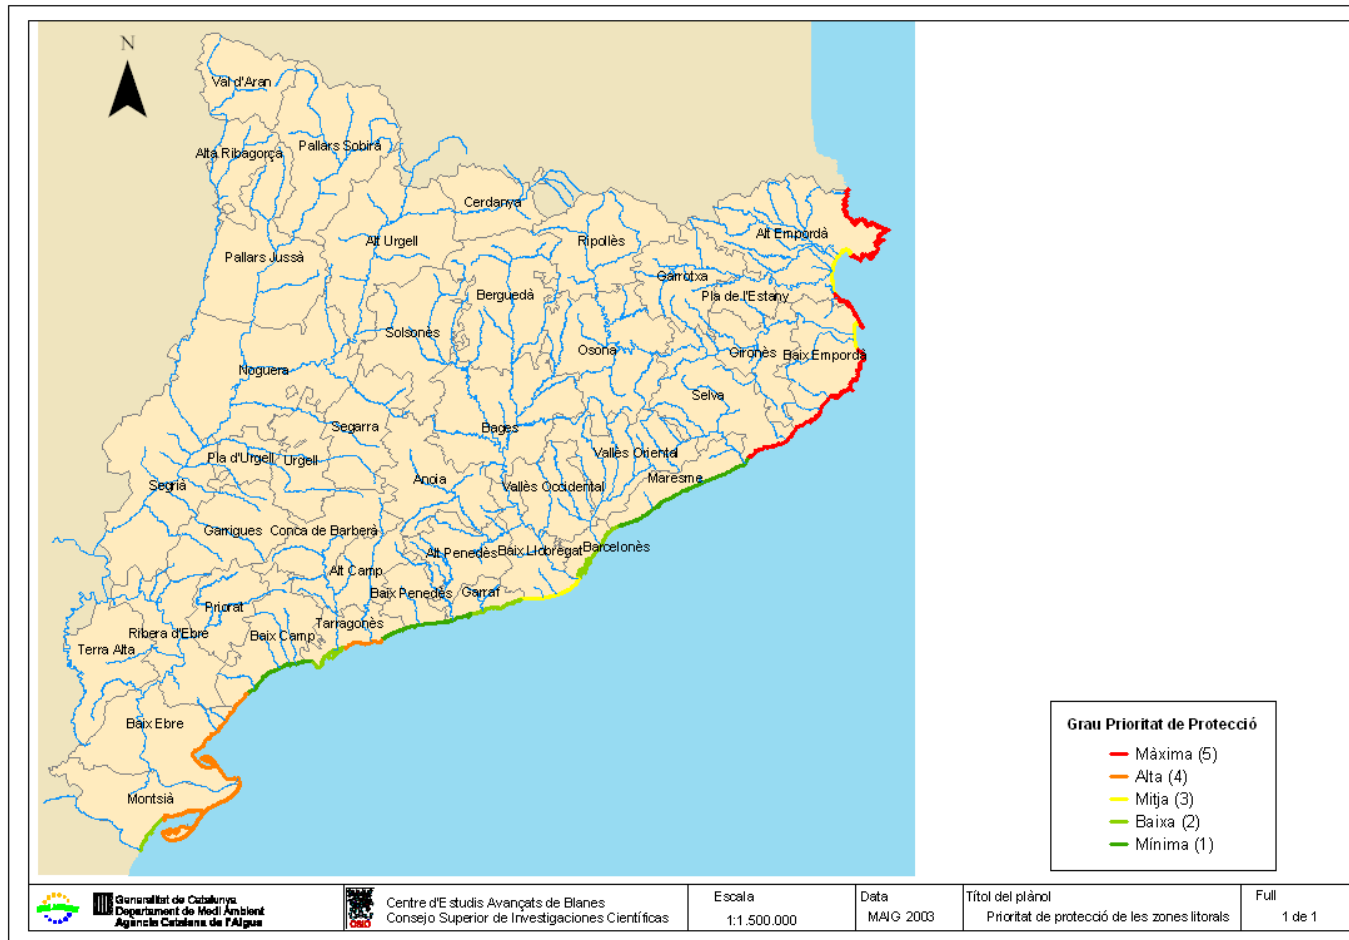 N
Val d'Aran
Alta Ribagorçà
Pallars Sobirà
Cerdanya
Alt Urgell
Ripollès
Alt Empordà
Pallars Jussà
Garrotxa
Berguedà
Pla de l'Estany
Solsonès
Osona
Gironès
Baix Empordà
Noguera
Selva
Segarra
Bages
Pla d'Urgell
Urgell
Vallès Oriental
Segrià
Anoia
Vallès Occidental
Maresme
Garrigues
Conca de Barberà
Alt Penedès
Baix Llobregat
Barcelonès
Alt Camp
Baix Penedès
Garraf
Priorat
Tarragonès
Ribera d'Ebre
Baix Camp
Terra Alta
Baix Ebre
Montsià
Grau Prioritat de Protecció
Màxima (5)
Alta (4)
Mitja (3)
Baixa (2)
Mínima (1)
Generalitat de Catalunya
Departament de Medi Ambient
Agència Catalana de l'Aigua
CSIC
Centre d'Estudis Avançats de Blanes
Consejo Superior de Investigaciones Científicas
Escala
1:1.500.000
Data
MAIG 2003
Títol del plànol
Prioritat de protecció de les zones litorals
Full
1 de 1